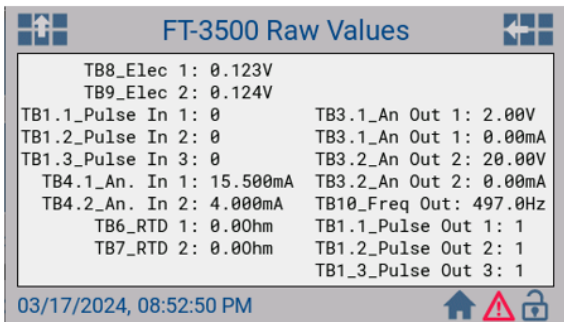 FT-3500 Raw Values
TB8_Elec 1: 0.123V
TB9_Elec 2: 0.124V
TB1.1_Pulse In 1: 0
TB1.2_Pulse In 2: 0
TB1.3_Pulse In 3: 0
TB4.1_An. In 1: 15.500mA
TB4.2_An. In 2: 4.000mA
TB6_RTD 1: 0.0Ohm
TB7_RTD 2: 0.0Ohm
TB3.1_An Out 1: 2.00V
TB3.1_An Out 1: 0.00mA
TB3.2_An Out 2: 20.00V
TB3.2_An Out 2: 0.00mA
TB10_Freq Out: 497.0Hz
TB1.1_Pulse Out 1: 1
TB1.2_Pulse Out 2: 1
TB1_3_Pulse Out 3: 1
03/17/2024, 08:52:50 PM